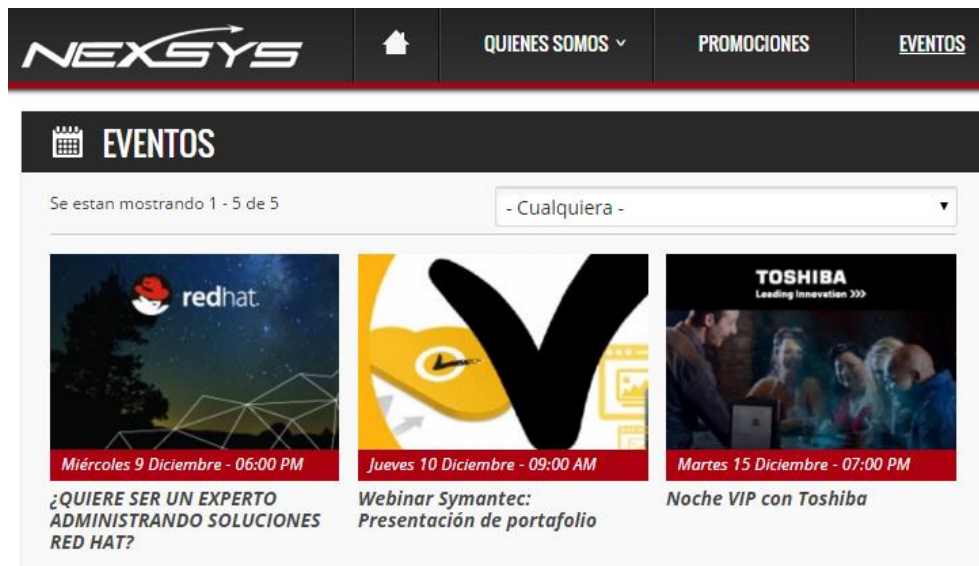 NEXSYS
QUIENES SOMOS
PROMOCIONES
EVENTOS
EVENTOS
Se estan mostrando 1 - 5 de 5
- Cualquiera -
redhat.
TOSHIBA
Leading Innovation >>>
Miércoles 9 Diciembre - 06:00 PM
Jueves 10 Diciembre - 09:00 AM
Martes 15 Diciembre - 07:00 PM
¿QUIERE SER UN EXPERTO
ADMINISTRANDO SOLUCIONES
RED HAT?
Webinar Symantec:
Presentación de portafolio
Noche VIP con Toshiba